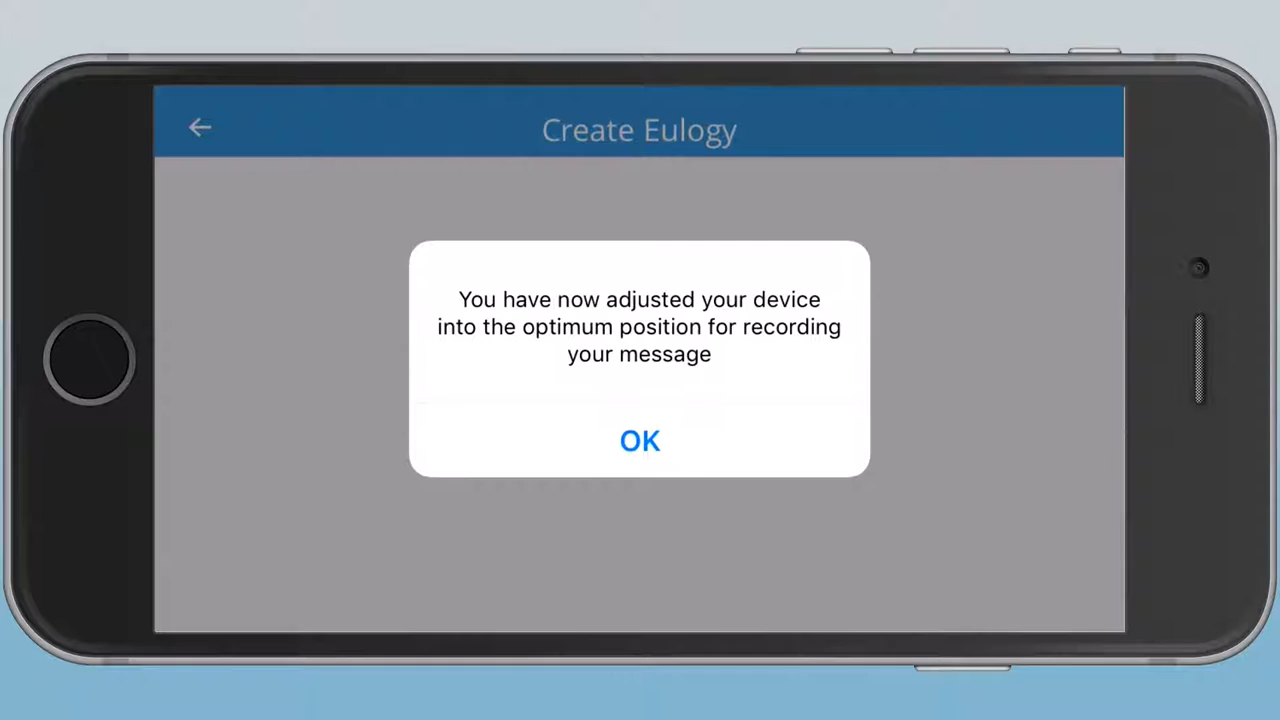 Create Eulogy
You have now adjusted your device
into the optimum position for recording
your message
OK